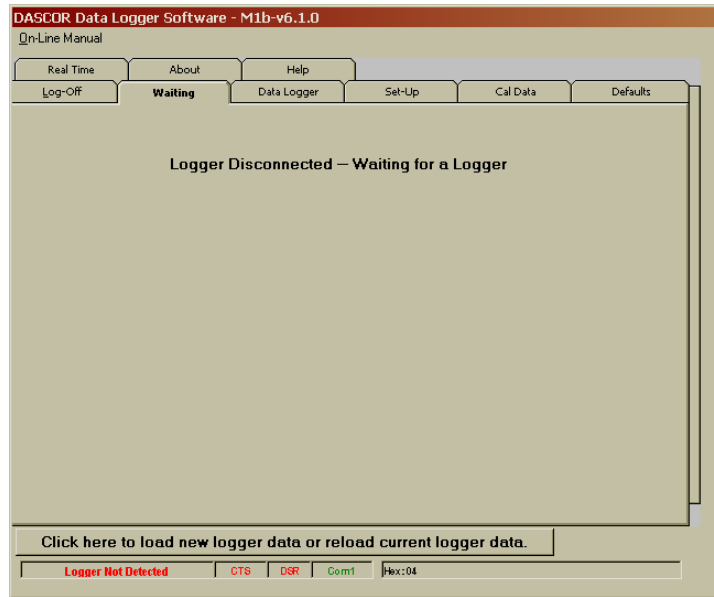 DASCOR Data Logger Software - M1b-v6.1.0
On-Line Manual
Real Time About Help
Log-Off Waiting Data Logger Set-Up Cal Data Defaults
Logger Disconnected – Waiting for a Logger
Click here to load new logger data or reload current logger data.
Logger Not Detected CTS DSR Com1 Hex:04